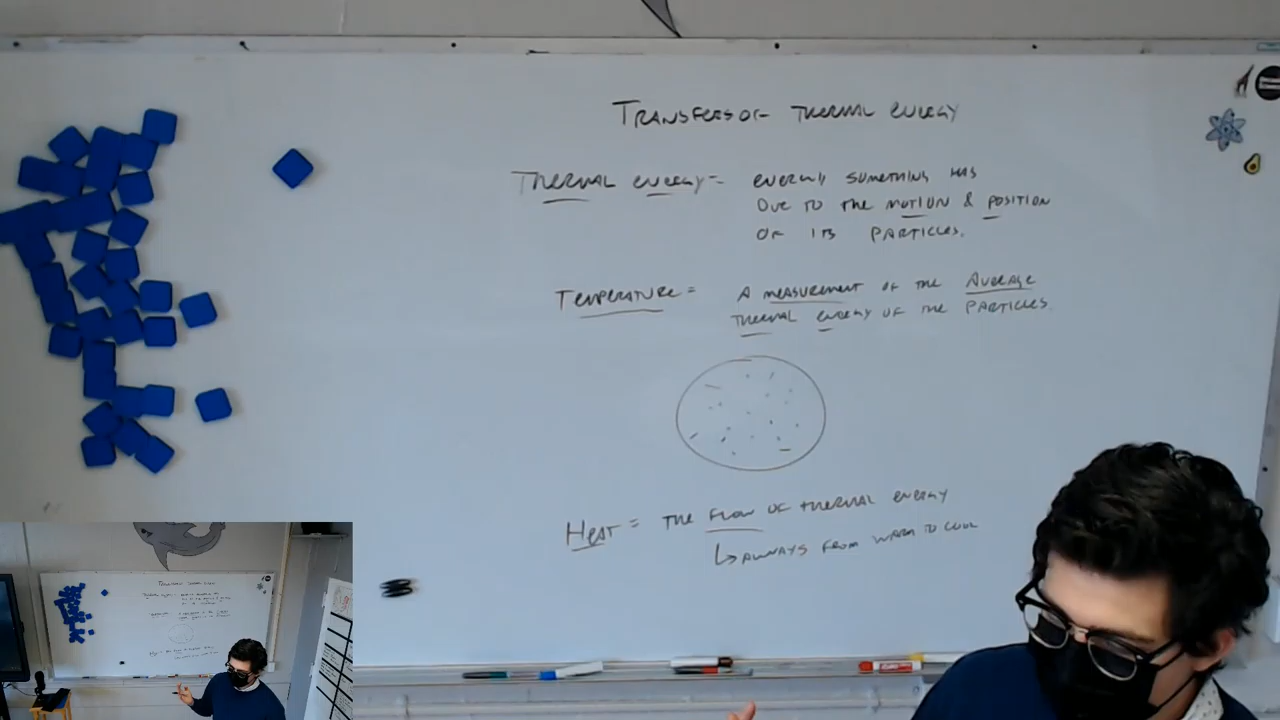 TRANSFERS OF THERMAL ENERGY
THERMAL ENERGY = ENERGY SOMETHING HAS
DUE TO THE MOTION & POSITION
OF ITS PARTICLES.
TEMPERATURE = A MEASUREMENT OF THE AVERAGE
THERMAL ENERGY OF THE PARTICLES.
HEAT = THE FLOW OF THERMAL ENERGY
↳ ALWAYS FROM WARM TO COOL